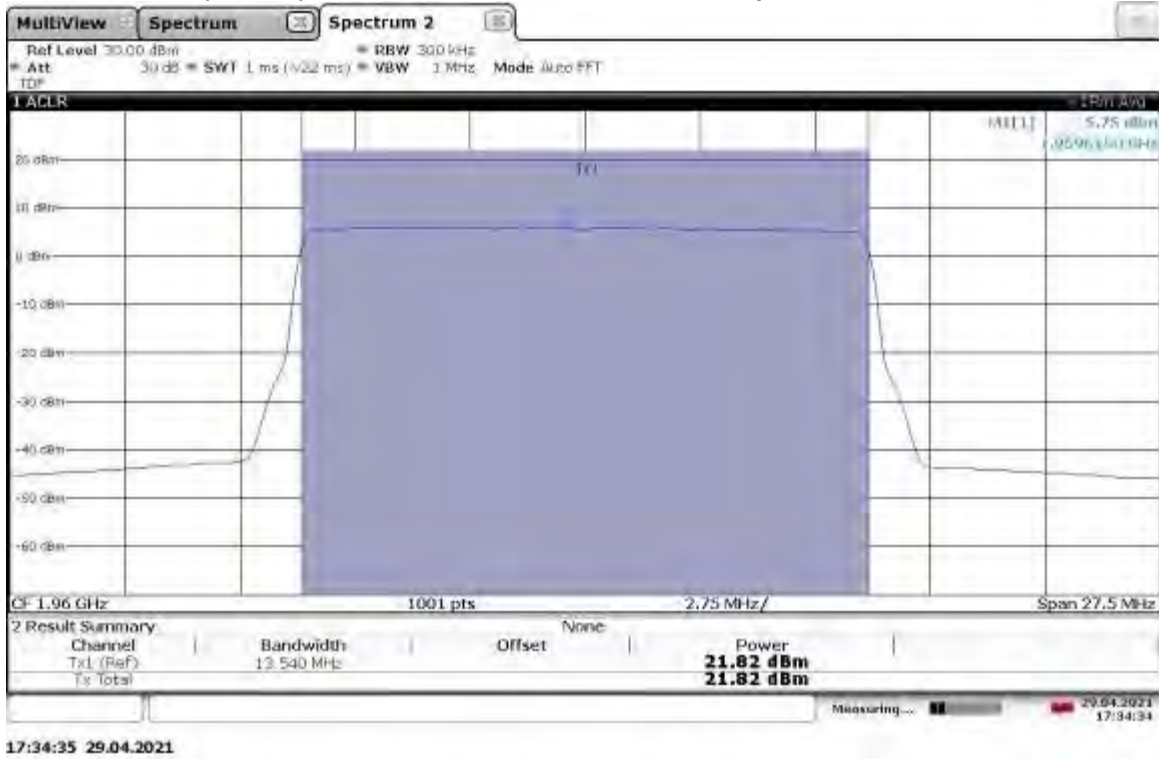 MultiView Spectrum Spectrum 2
Ref Level 30.00 dBm RBW 300 kHz
Att 30 dB SWT 1 ms VBW 1 MHz Mode Auto FFT
TDF
1 ACLR
M1[1] 5.75 dBm
Tx1
20 dBm
10 dBm
0 dBm
-10 dBm
-20 dBm
-30 dBm
-40 dBm
-50 dBm
-60 dBm
CF 1.96 GHz 1001 pts 2.75 MHz/ Span 27.5 MHz
2 Result Summary None
Channel Bandwidth Offset Power
Tx1 (Ref) 13.540 MHz 21.82 dBm
Tx Total 21.82 dBm
Measuring... 29.04.2021
17:34:34
17:34:35 29.04.2021